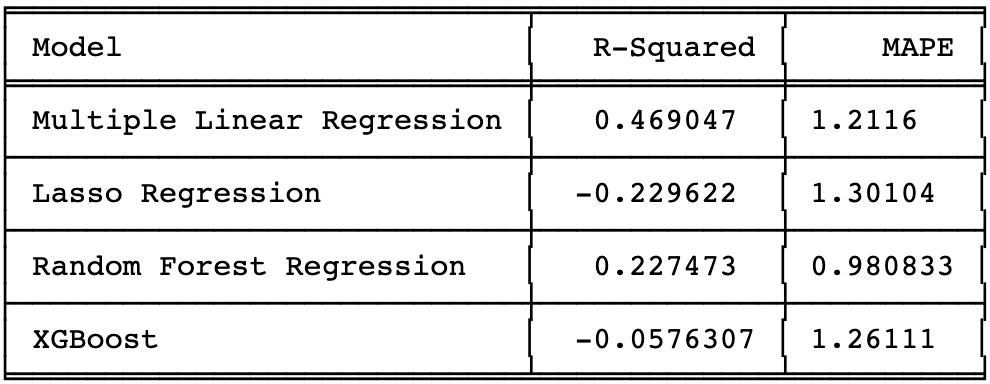 Model R-Squared MAPE
Multiple Linear Regression 0.469047 1.2116
Lasso Regression -0.229622 1.30104
Random Forest Regression 0.227473 0.980833
XGBoost -0.0576307 1.26111